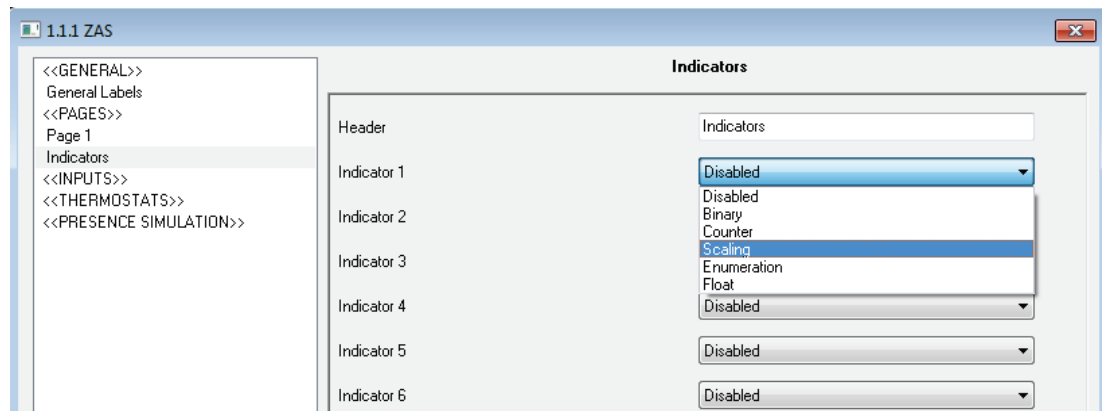 1.1.1 ZAS
<<GENERAL>>
General Labels
<<PAGES>>
Page 1
Indicators
<<INPUTS>>
<<THERMOSTATS>>
<<PRESENCE SIMULATION>>
Indicators
Header Indicators
Indicator 1 Disabled
Disabled
Binary
Indicator 2
Counter
Scaling
Indicator 3
Enumeration
Float
Indicator 4 Disabled
Indicator 5 Disabled
Indicator 6 Disabled